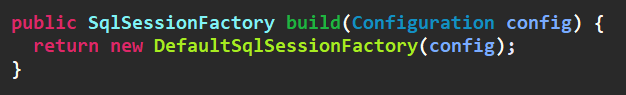 public SqlSessionFactory build(Configuration config) {
  return new DefaultSqlSessionFactory(config);
}